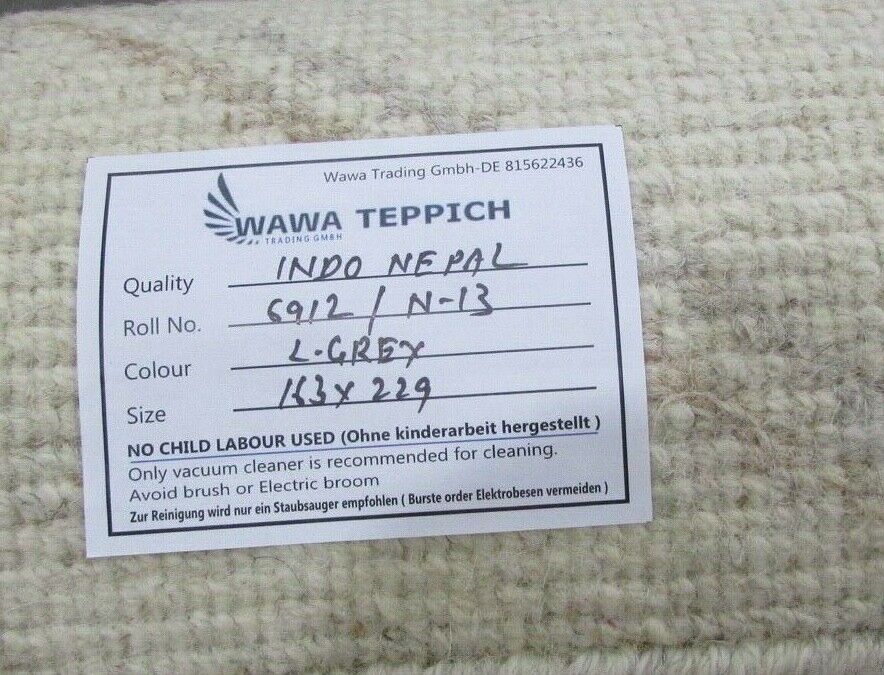 Wawa Trading Gmbh-DE 815622436
WAWA TEPPICH
TRADING GMBH
Quality INDO NEPAL
Roll No. 6912 / N-13
Colour L.GREY
Size 163 x 229
NO CHILD LABOUR USED (Ohne kinderarbeit hergestellt )
Only vacuum cleaner is recommended for cleaning.
Avoid brush or Electric broom
Zur Reinigung wird nur ein Staubsauger empfohlen ( Burste order Elektrobesen vermeiden )